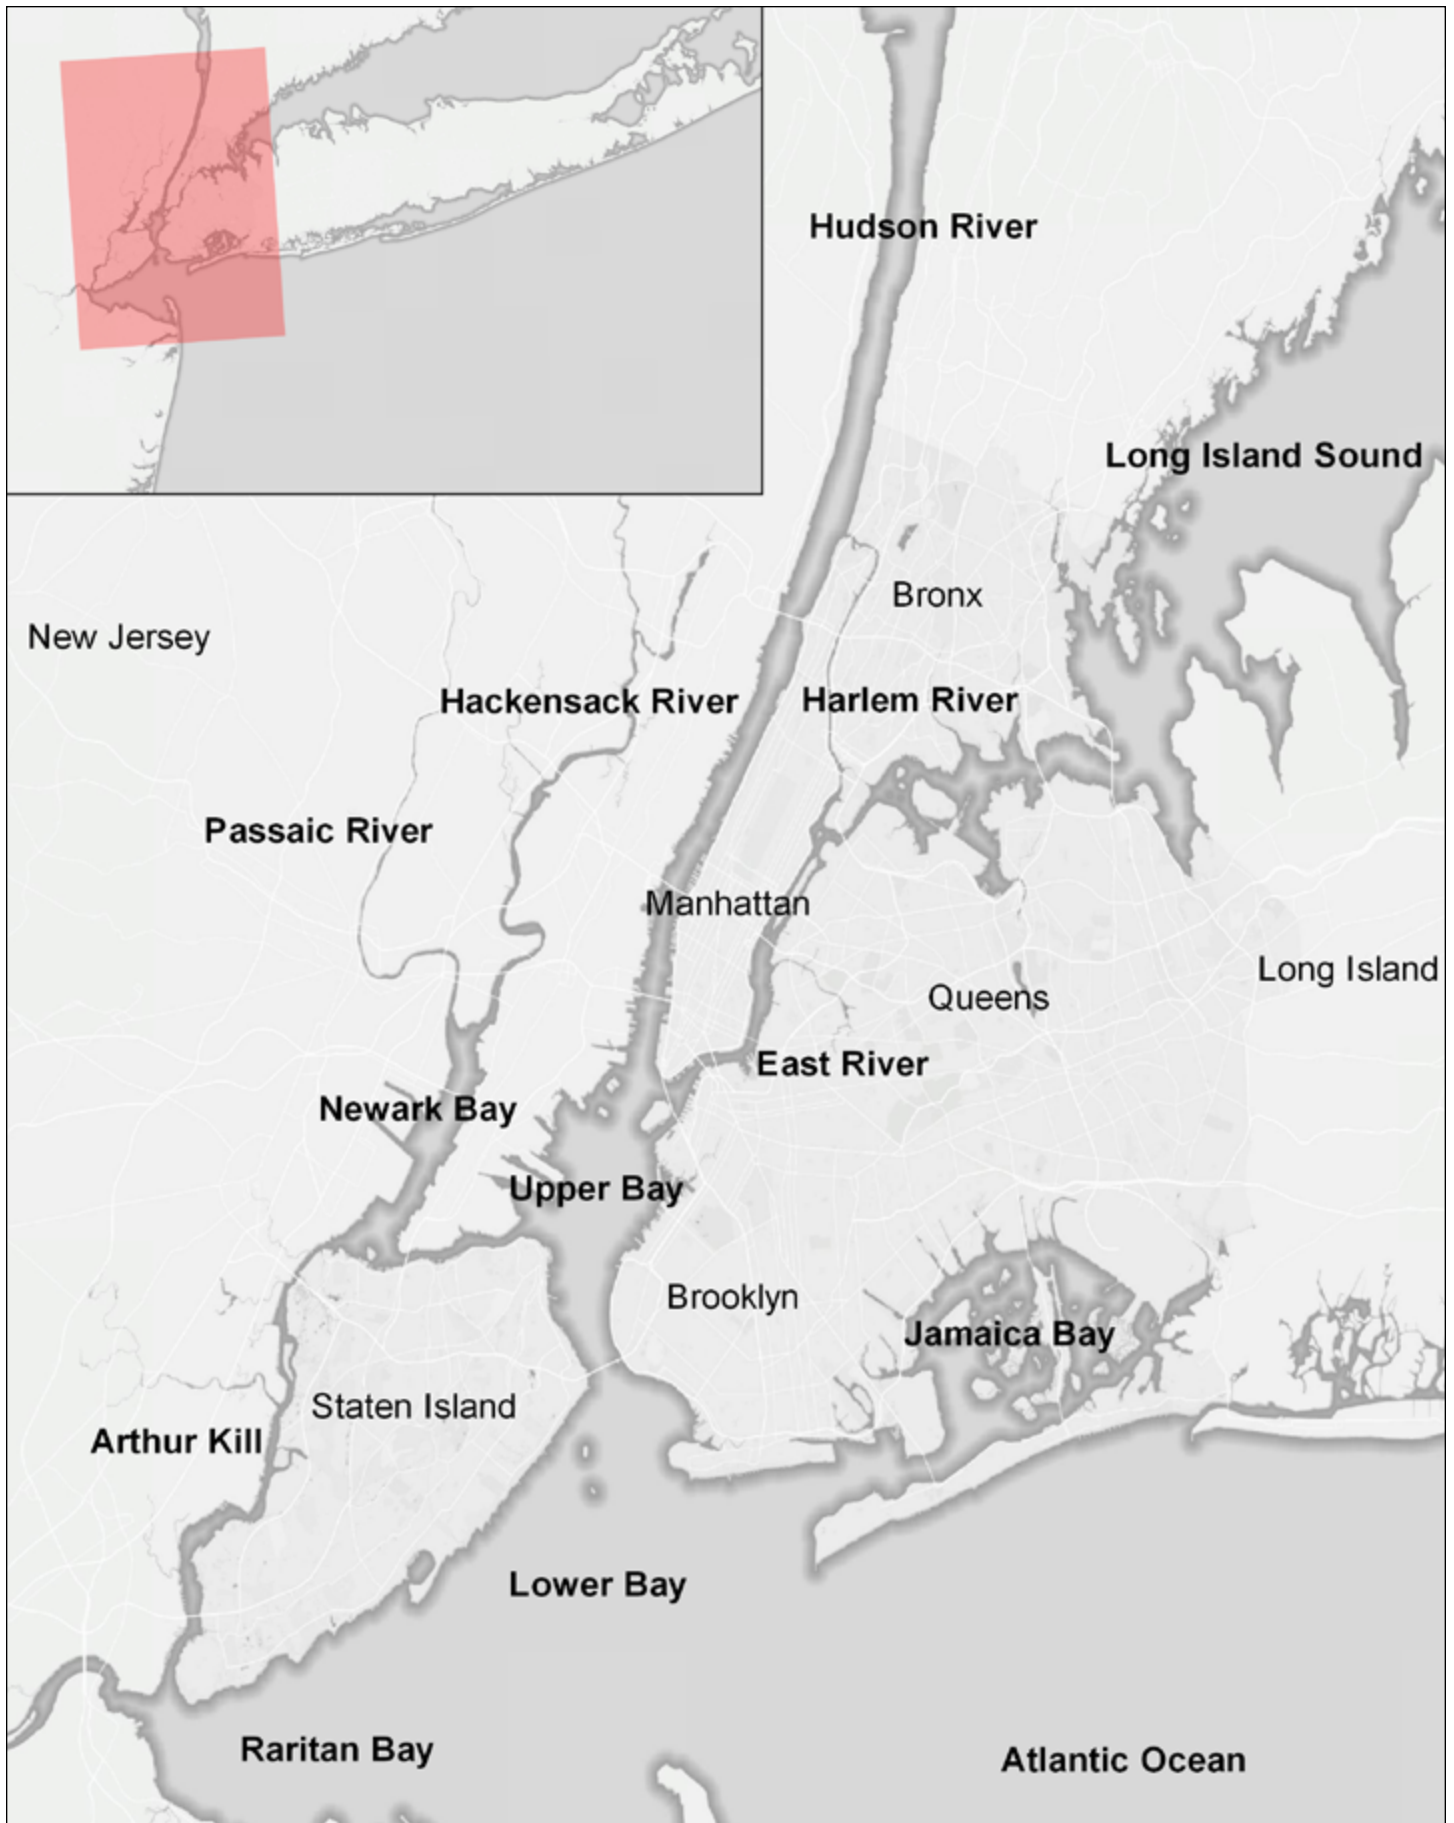 Hudson River
Long Island Sound
Bronx
New Jersey
Hackensack River
Harlem River
Passaic River
Manhattan
Long Island
Queens
East River
Newark Bay
Upper Bay
Brooklyn
Jamaica Bay
Staten Island
Arthur Kill
Lower Bay
Raritan Bay
Atlantic Ocean